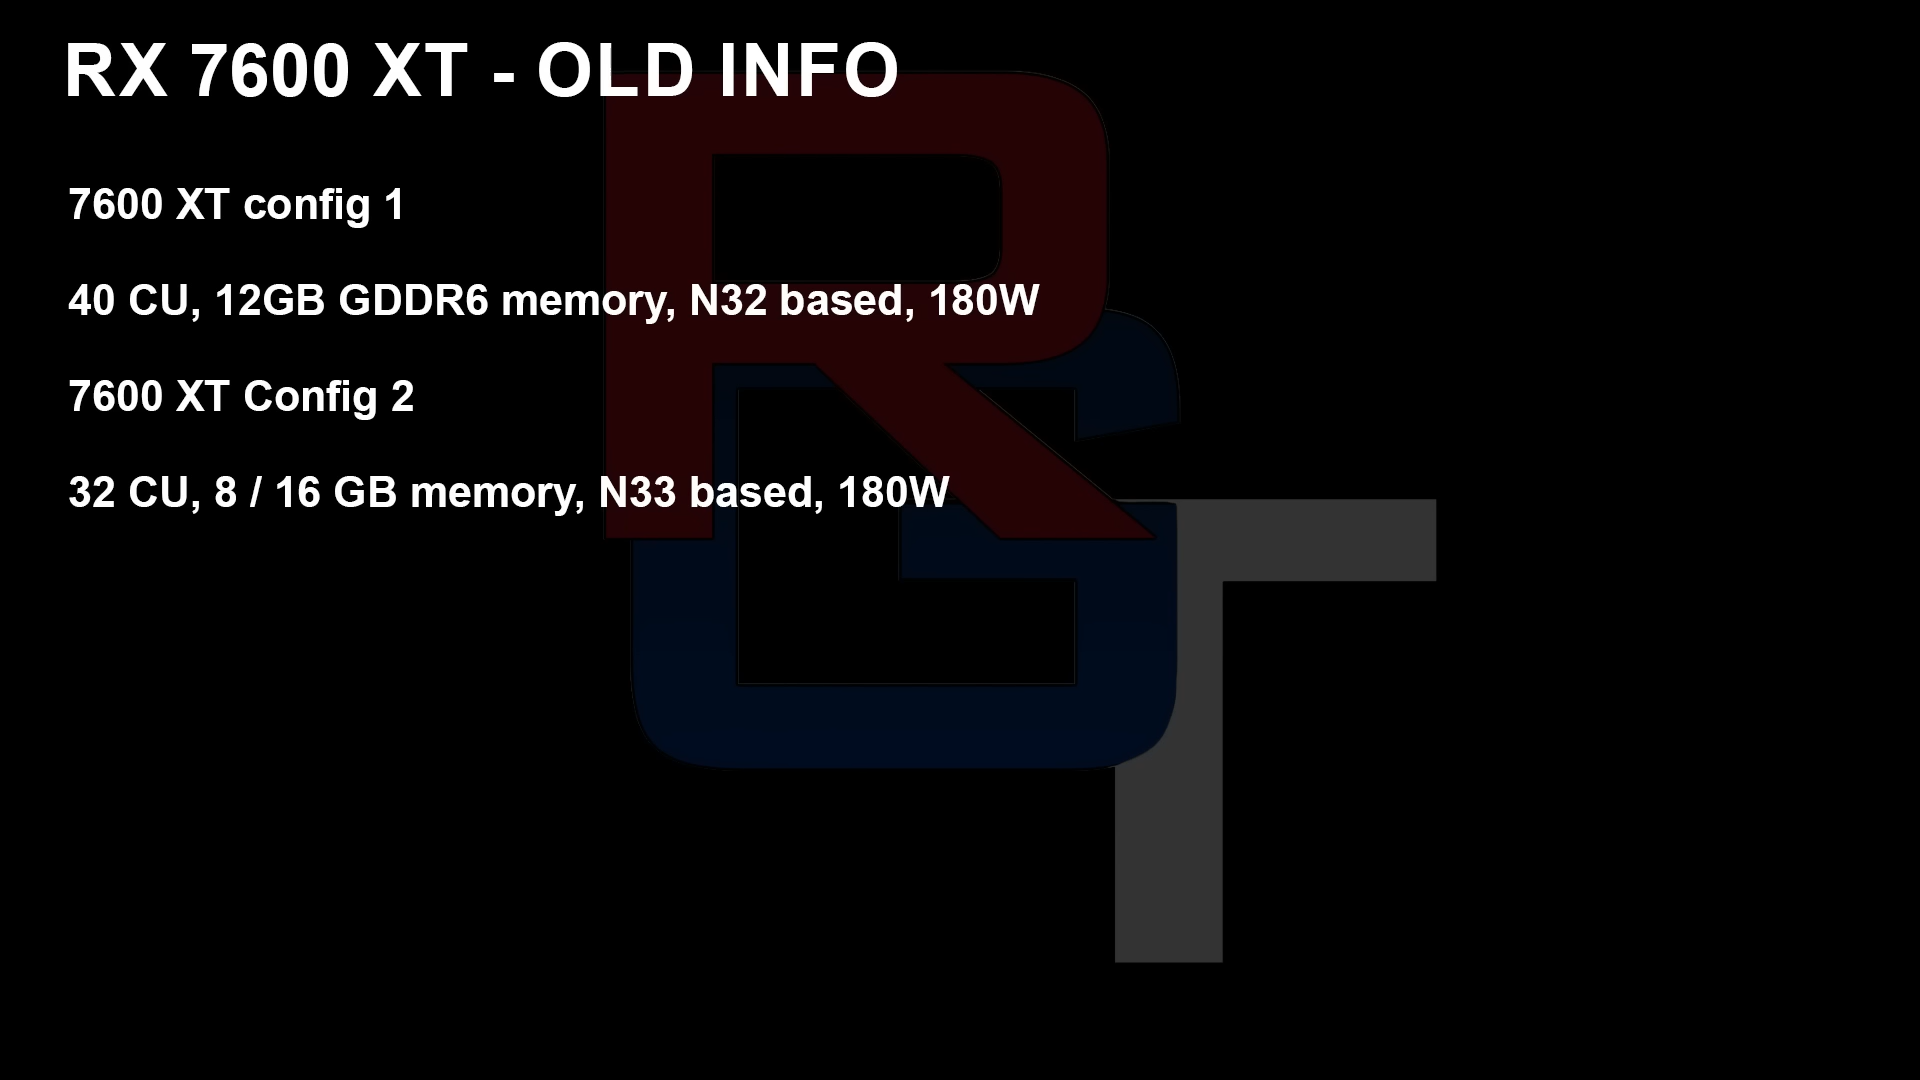 RX 7600 XT - OLD INFO
7600 XT config 1
40 CU, 12GB GDDR6 memory, N32 based, 180W
7600 XT Config 2
32 CU, 8 / 16 GB memory, N33 based, 180W
RGT